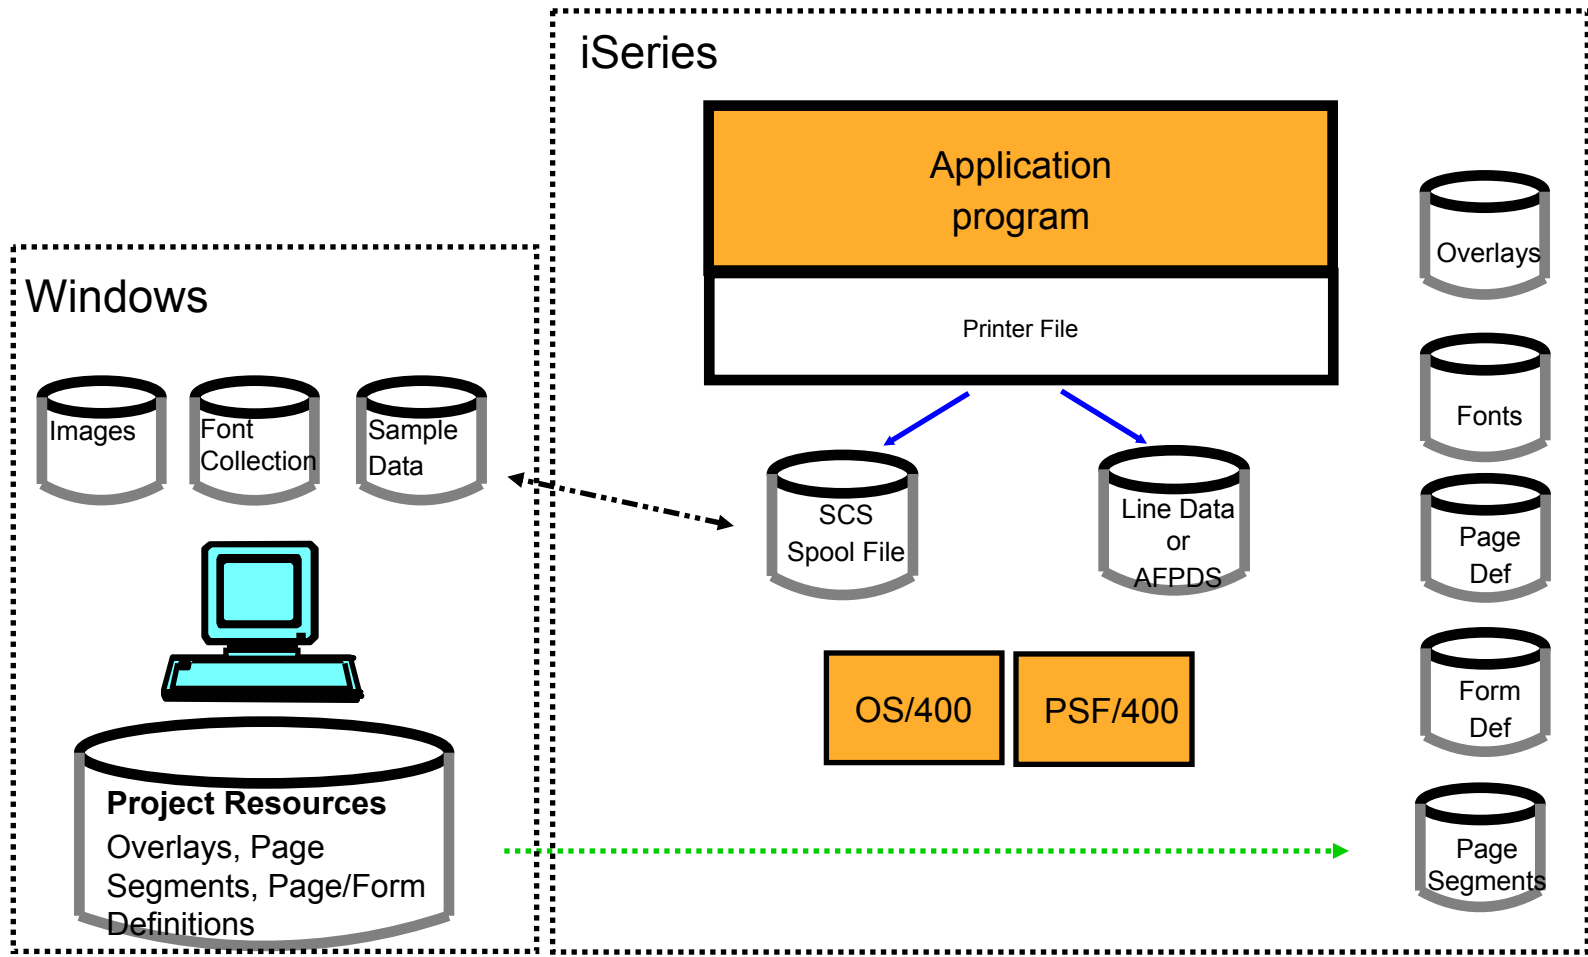 iSeries
Application
program
Printer File
Overlays
Fonts
Page
Def
Form
Def
Page
Segments
SCS
Spool File
Line Data
or
AFPDS
OS/400
PSF/400
Windows
Images
Font
Collection
Sample
Data
Project Resources
Overlays, Page
Segments, Page/Form
Definitions